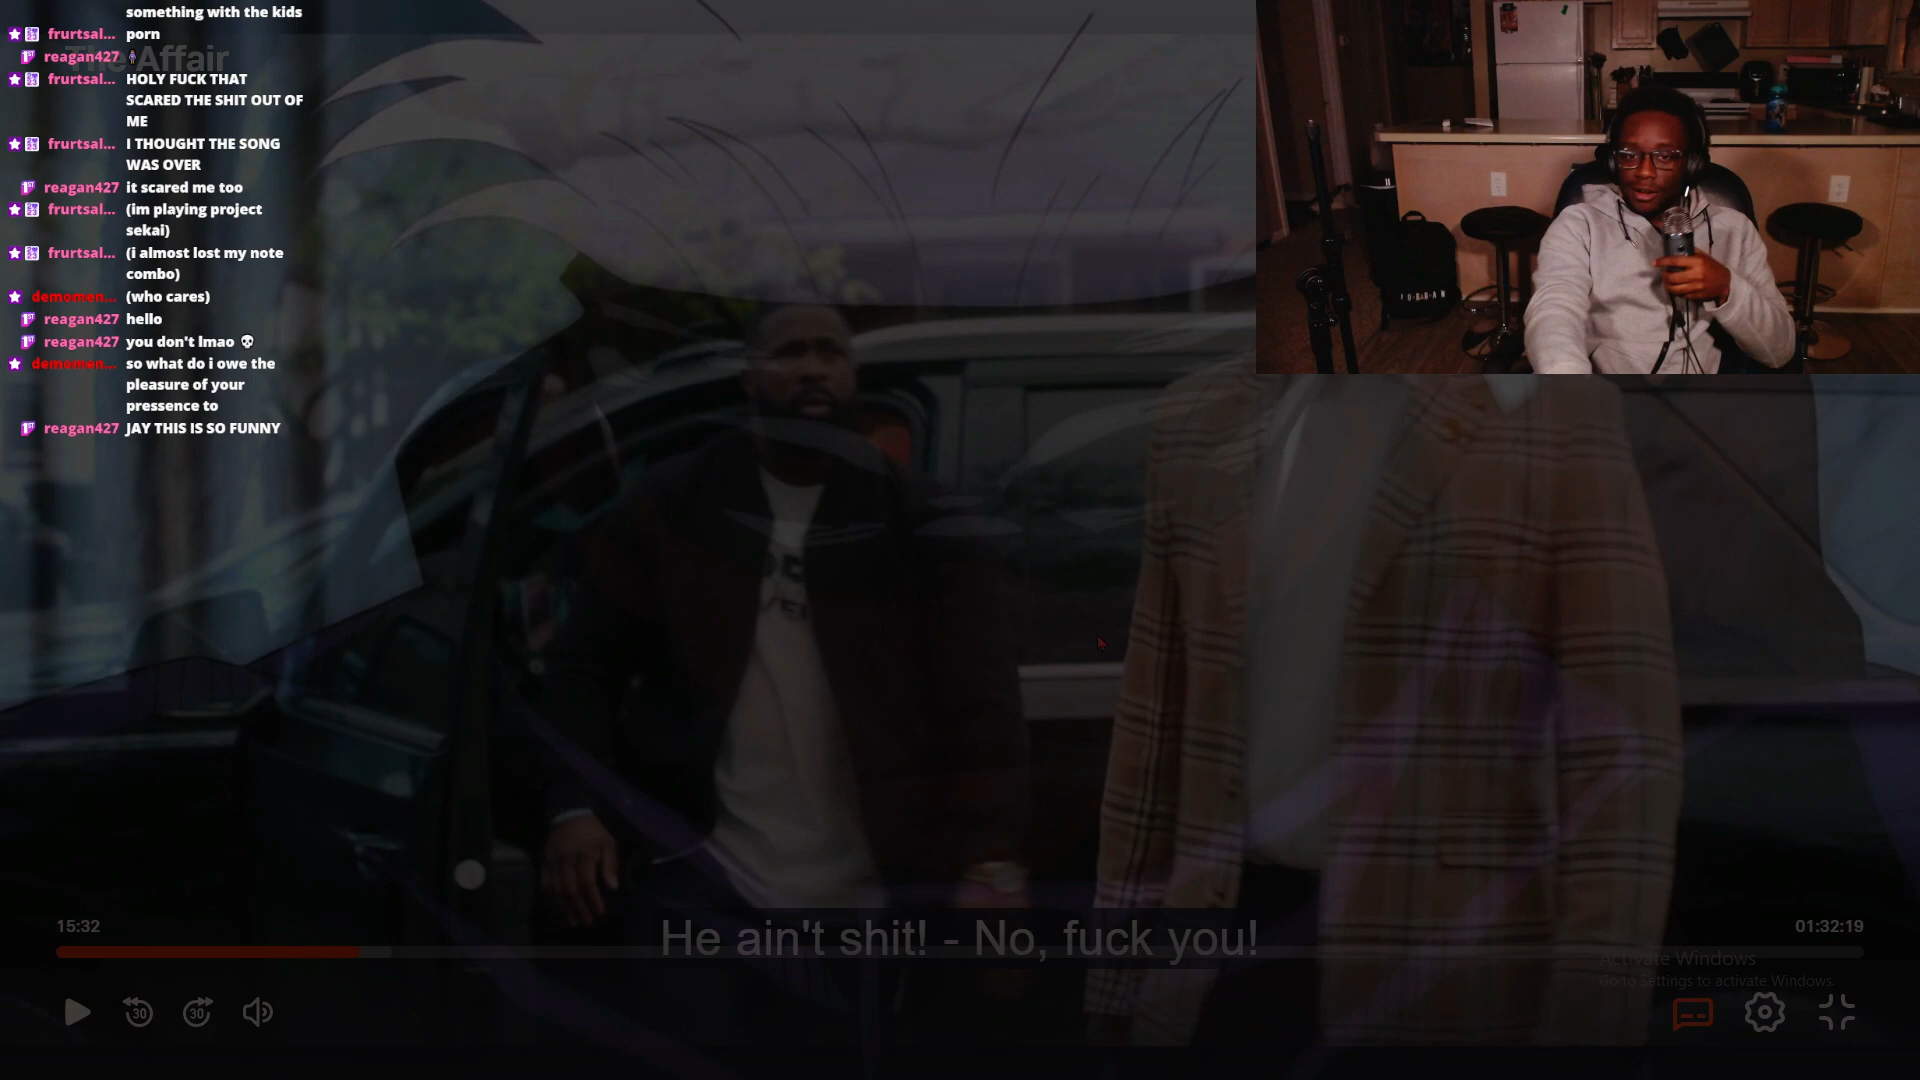 something with the kids
frurtsal... porn
The Affair
reagan427
frurtsal... HOLY FUCK THAT
SCARED THE SHIT OUT OF
ME
frurtsal... I THOUGHT THE SONG
WAS OVER
reagan427 it scared me too
frurtsal... (im playing project
sekai)
frurtsal... (i almost lost my note
combo)
demomen... (who cares)
reagan427 hello
reagan427 you don't lmao 💀
demomen... so what do i owe the
pleasure of your
pressence to
reagan427 JAY THIS IS SO FUNNY
JORDAN
15:32
He ain't shit! - No, fuck you!
01:32:19
Activate Windows
Go to Settings to activate Windows.
30
30